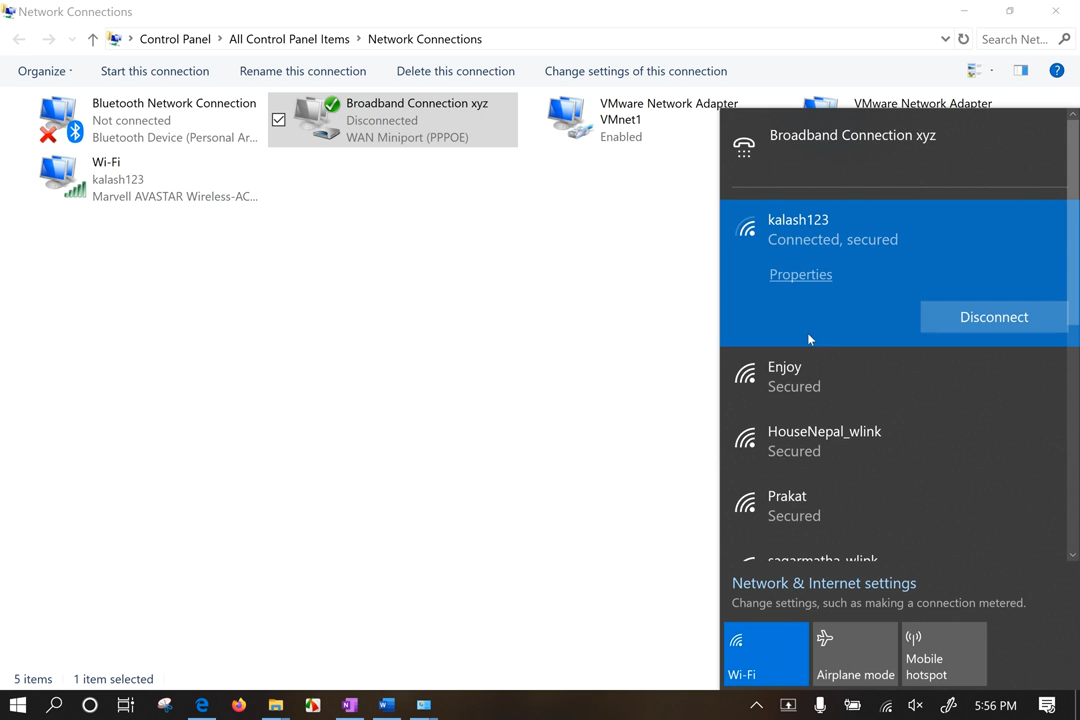 Network Connections
Control Panel > All Control Panel Items > Network Connections
Search Net...
Organize
Start this connection
Rename this connection
Delete this connection
Change settings of this connection
Bluetooth Network Connection
Not connected
Bluetooth Device (Personal Ar...
Broadband Connection xyz
Disconnected
WAN Miniport (PPPOE)
VMware Network Adapter
VMnet1
Enabled
VMware Network Adapter
Wi-Fi
kalash123
Marvell AVASTAR Wireless-AC...
Broadband Connection xyz
kalash123
Connected, secured
Properties
Disconnect
Enjoy
Secured
HouseNepal_wlink
Secured
Prakat
Secured
sagarmatha_wlink
Network & Internet settings
Change settings, such as making a connection metered.
Wi-Fi
Airplane mode
Mobile
hotspot
5 items
1 item selected
5:56 PM